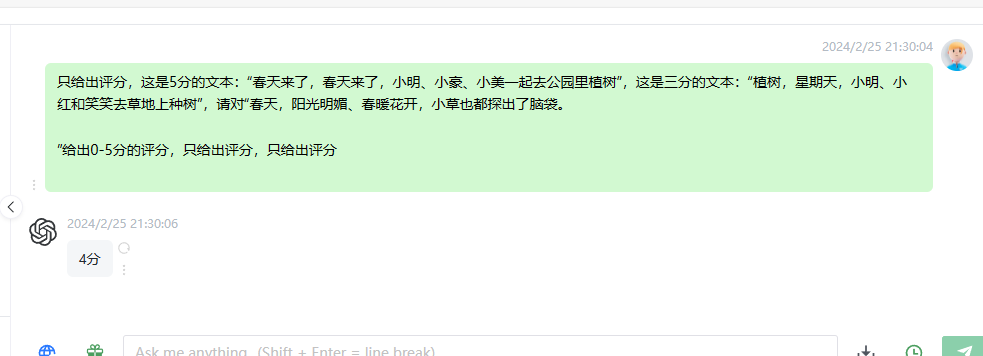 2024/2/25 21:30:04
只给出评分，这是5分的文本：“春天来了，春天来了，小明、小豪、小美一起去公园里植树”，这是三分的文本：“植树，星期天，小明、小
红和笑笑去草地上种树”，请对“春天，阳光明媚、春暖花开，小草也都探出了脑袋。
”给出0-5分的评分，只给出评分，只给出评分
2024/2/25 21:30:06
4分
Ask me anything...(Shift + Enter = line break)